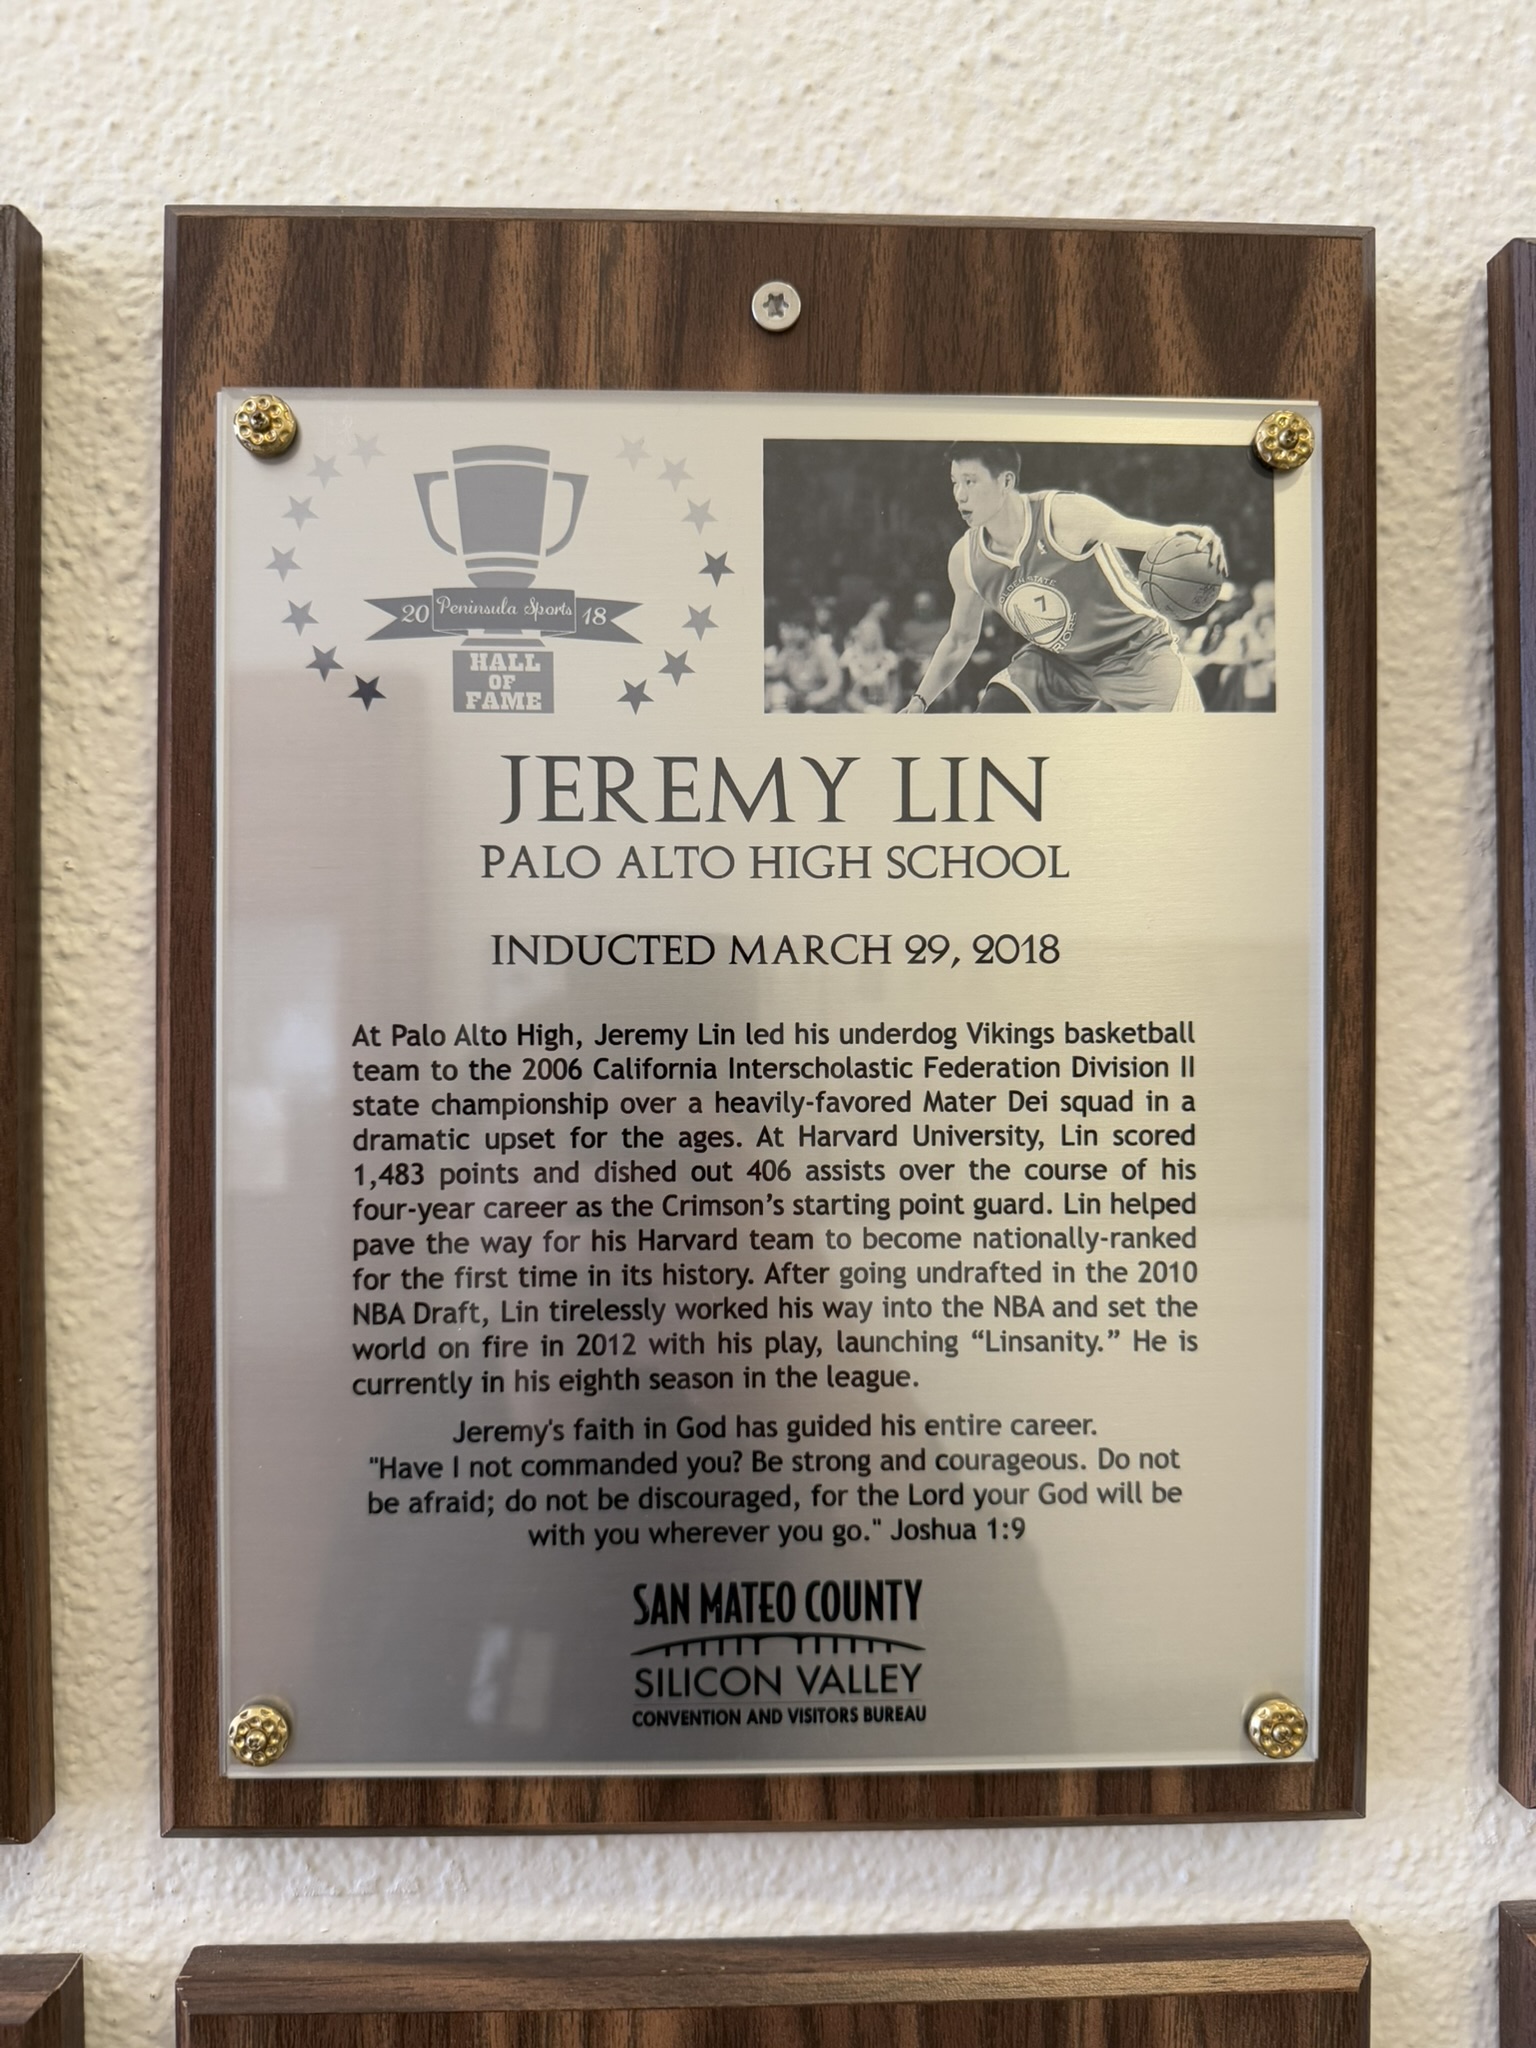 20 Peninsula Sports 18
HALL
OF
FAME
GOLDEN STATE
7
WARRIORS
JEREMY LIN
PALO ALTO HIGH SCHOOL
INDUCTED MARCH 29, 2018
At Palo Alto High, Jeremy Lin led his underdog Vikings basketball
team to the 2006 California Interscholastic Federation Division II
state championship over a heavily-favored Mater Dei squad in a
dramatic upset for the ages. At Harvard University, Lin scored
1,483 points and dished out 406 assists over the course of his
four-year career as the Crimson’s starting point guard. Lin helped
pave the way for his Harvard team to become nationally-ranked
for the first time in its history. After going undrafted in the 2010
NBA Draft, Lin tirelessly worked his way into the NBA and set the
world on fire in 2012 with his play, launching “Linsanity.” He is
currently in his eighth season in the league.
Jeremy's faith in God has guided his entire career.
"Have I not commanded you? Be strong and courageous. Do not
be afraid; do not be discouraged, for the Lord your God will be
with you wherever you go." Joshua 1:9
SAN MATEO COUNTY
SILICON VALLEY
CONVENTION AND VISITORS BUREAU